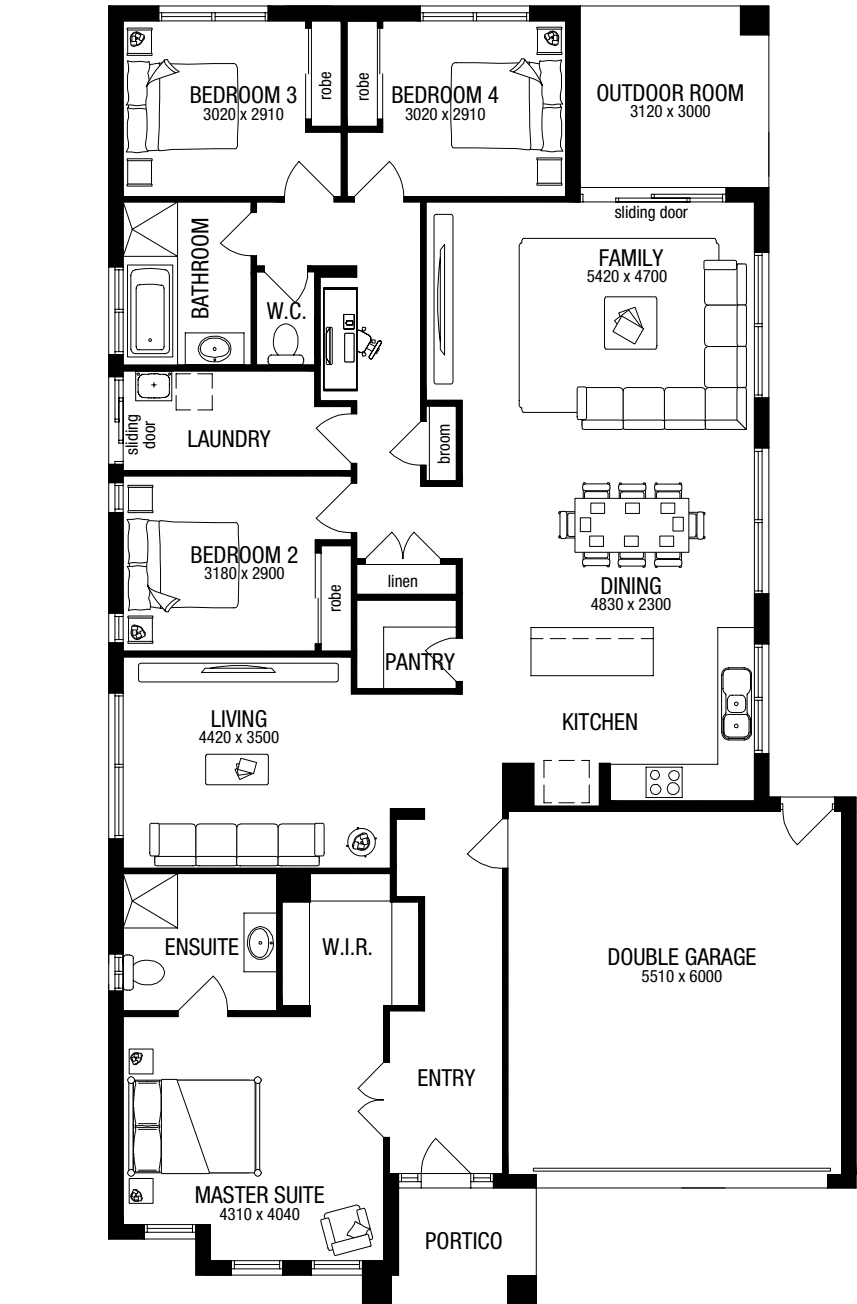 BEDROOM 3
3020 x 2910
robe
robe
BEDROOM 4
3020 x 2910
OUTDOOR ROOM
3120 x 3000
sliding door
BATHROOM
W.C.
FAMILY
5420 x 4700
sliding
door
LAUNDRY
broom
BEDROOM 2
3180 x 2900
robe
linen
DINING
4830 x 2300
PANTRY
LIVING
4420 x 3500
KITCHEN
ENSUITE
W.I.R.
DOUBLE GARAGE
5510 x 6000
ENTRY
MASTER SUITE
4310 x 4040
PORTICO